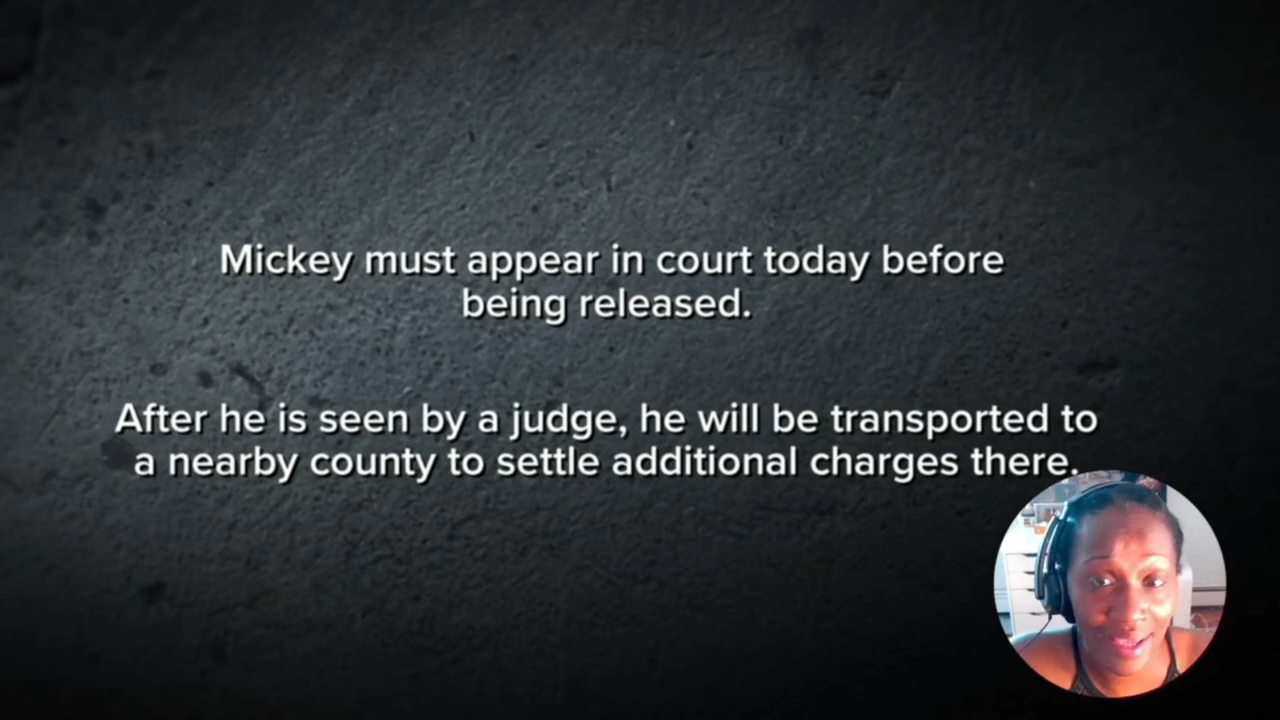 Mickey must appear in court today before
being released.
After he is seen by a judge, he will be transported to
a nearby county to settle additional charges there.